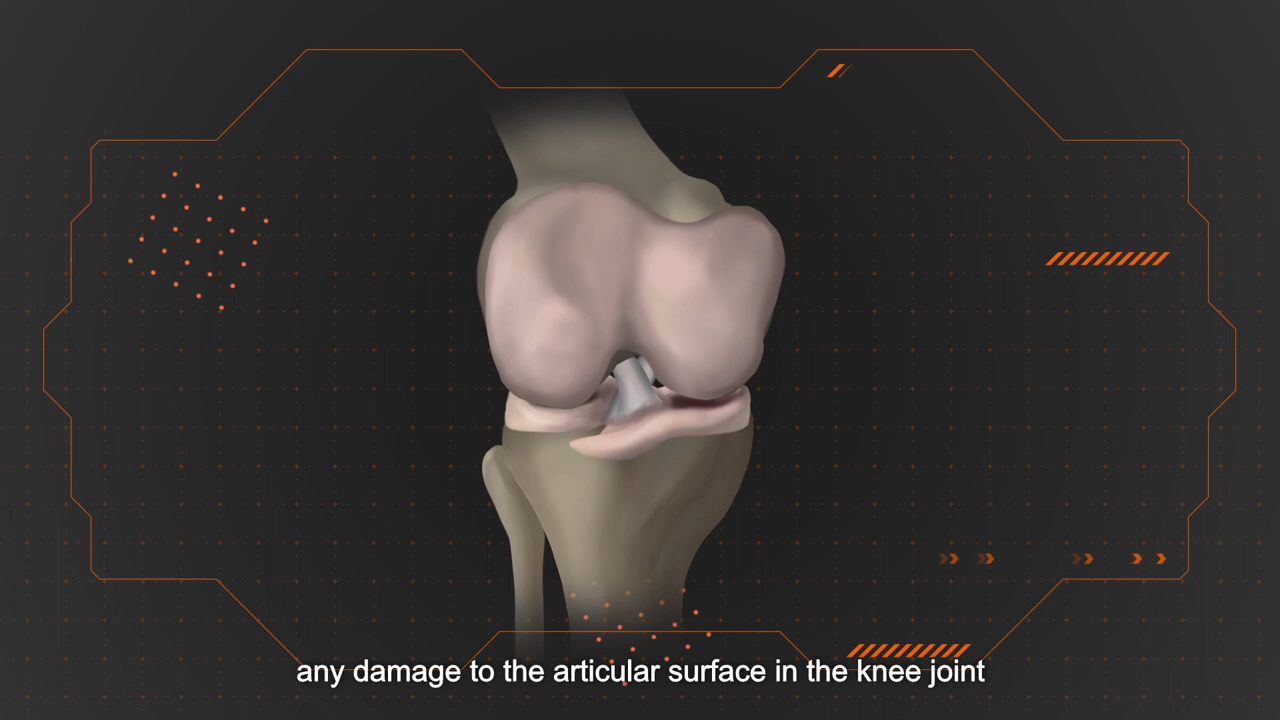 any damage to the articular surface in the knee joint